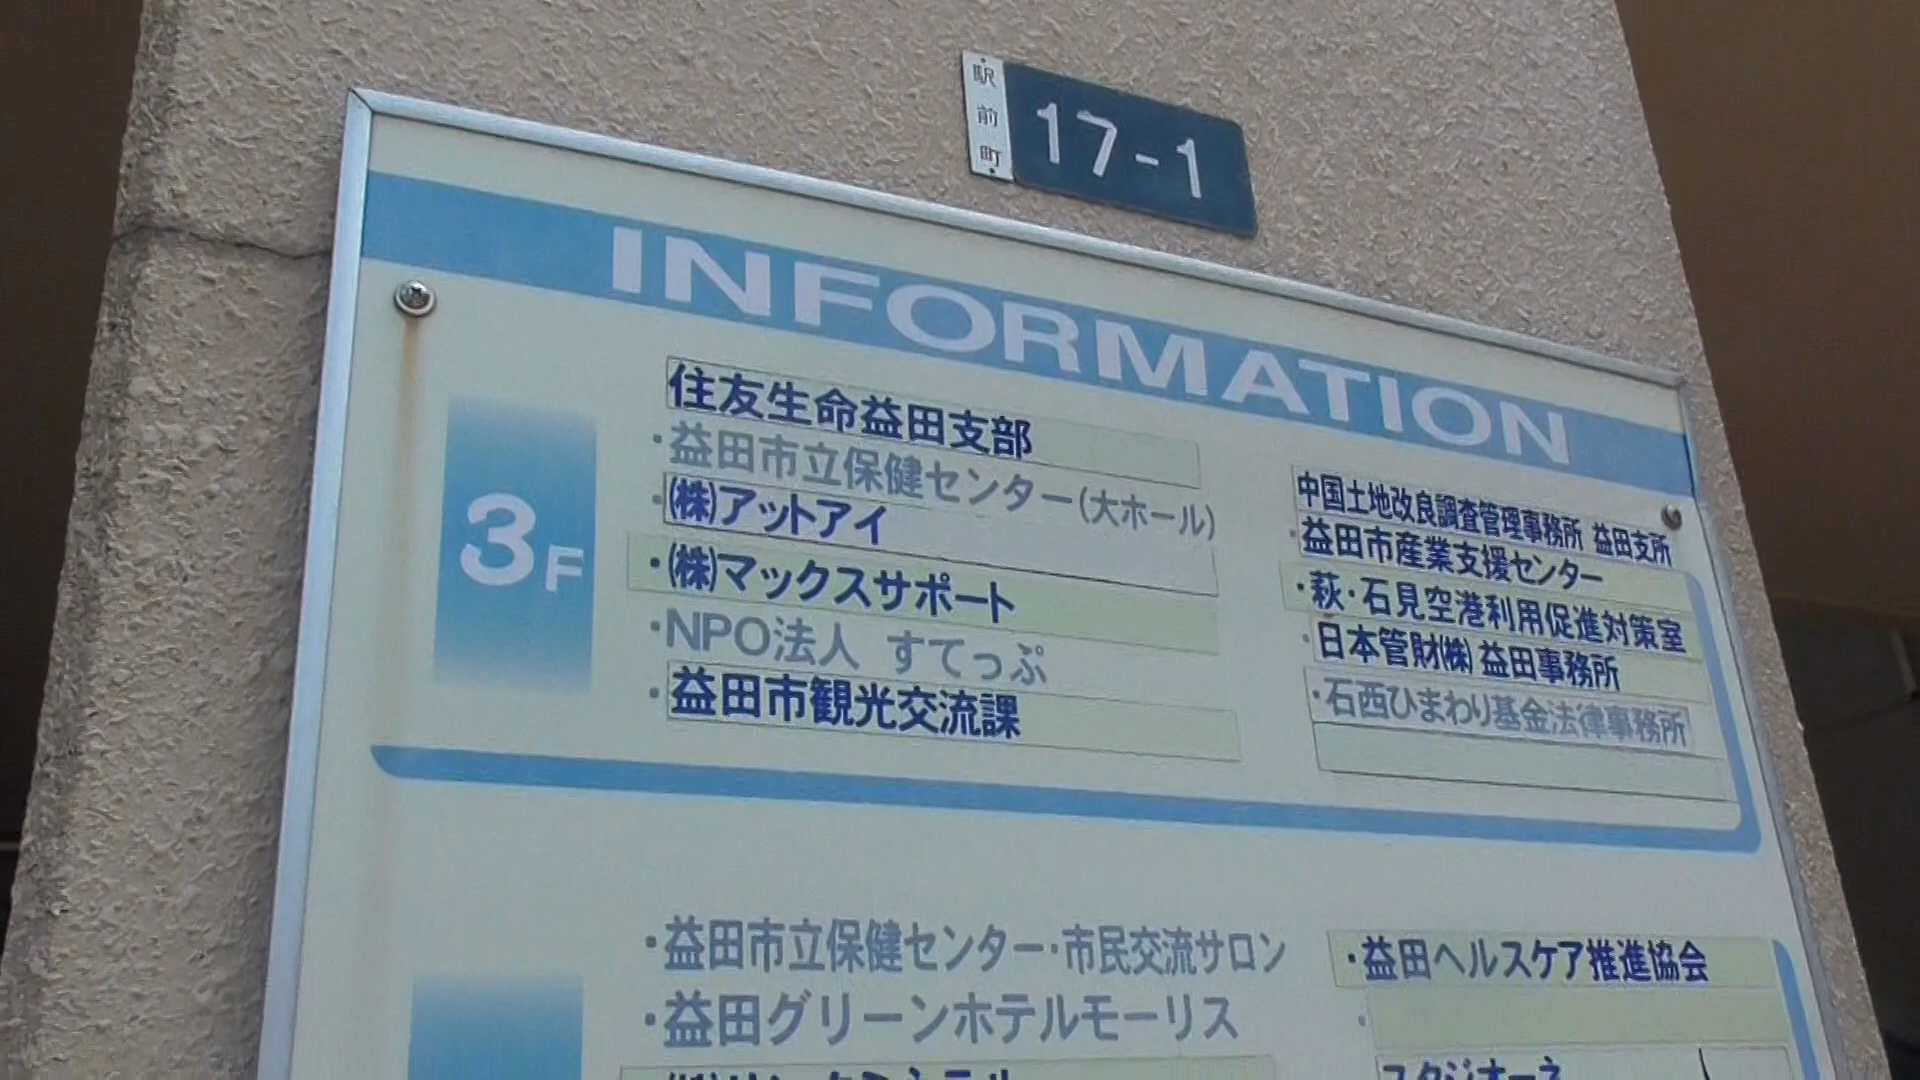 駅前町
17-1
INFORMATION
3F
住友生命益田支部
・益田市立保健センター(大ホール)
・(株)アットアイ
・(株)マックスサポート
・NPO法人 すてっぷ
・益田市観光交流課
中国土地改良調査管理事務所 益田支所
・益田市産業支援センター
・萩・石見空港利用促進対策室
・日本管財(株) 益田事務所
・石西ひまわり基金法律事務所
・益田市立保健センター・市民交流サロン
・益田グリーンホテルモーリス
・益田ヘルスケア推進協会
スタジオーネ